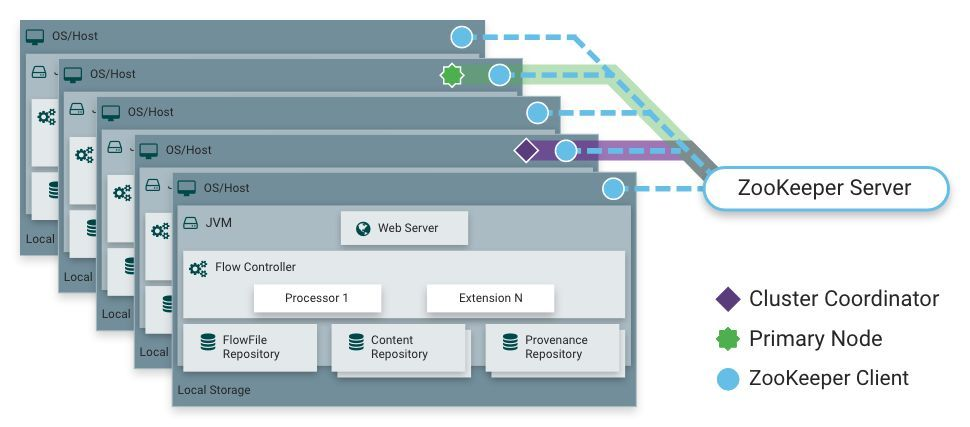 OS/Host
OS/Host
OS/Host
OS/Host
OS/Host
ZooKeeper Server
JVM
Web Server
Flow Controller
Processor 1
Extension N
FlowFile
Repository
Content
Repository
Provenance
Repository
Local
Local
Local
Local
Local Storage
Cluster Coordinator
Primary Node
ZooKeeper Client